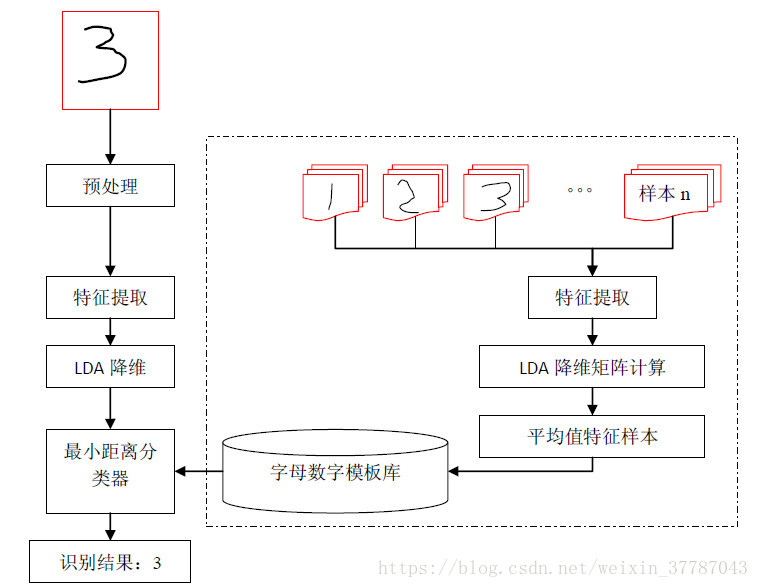 3
预处理
特征提取
LDA 降维
最小距离分
类器
识别结果：3
1
2
3
。。。
样本 n
特征提取
LDA 降维矩阵计算
平均值特征样本
字母数字模板库
https://blog.csdn.net/weixin_37787043